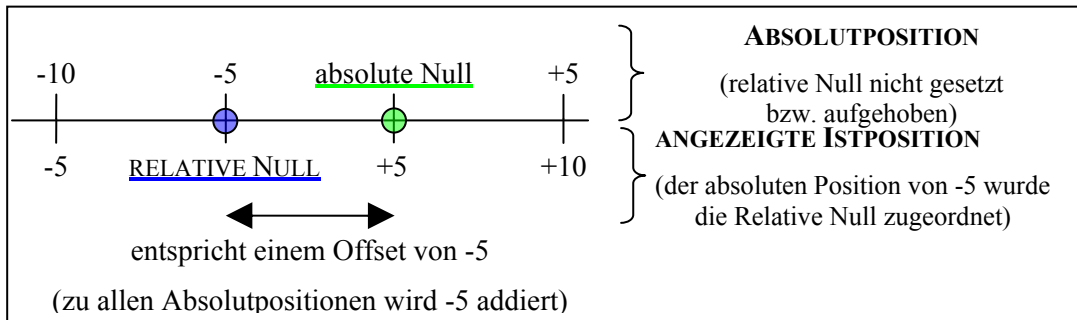 -10 -5 absolute Null +5
-5 RELATIVE NULL +5 +10
entspricht einem Offset von -5
(zu allen Absolutpositionen wird -5 addiert)
ABSOLUTPOSITION
(relative Null nicht gesetzt
bzw. aufgehoben)
ANGEZEIGTE ISTPOSITION
(der absoluten Position von -5 wurde
die Relative Null zugeordnet)